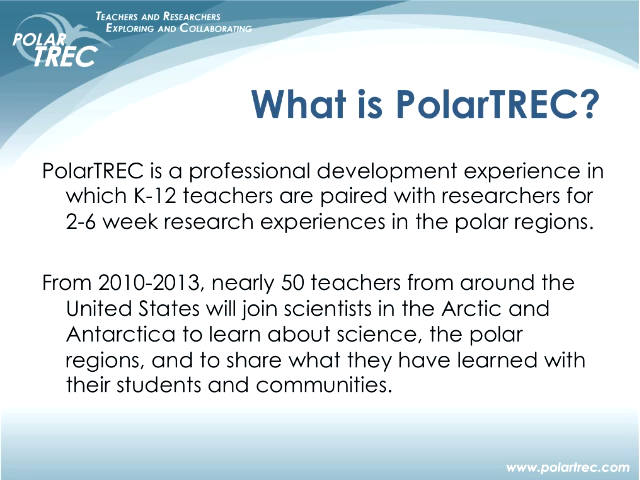 TEACHERS AND RESEARCHERS
EXPLORING AND COLLABORATING
POLAR
TREC
What is PolarTREC?
PolarTREC is a professional development experience in
which K-12 teachers are paired with researchers for
2-6 week research experiences in the polar regions.
From 2010-2013, nearly 50 teachers from around the
United States will join scientists in the Arctic and
Antarctica to learn about science, the polar
regions, and to share what they have learned with
their students and communities.
www.polartrec.com